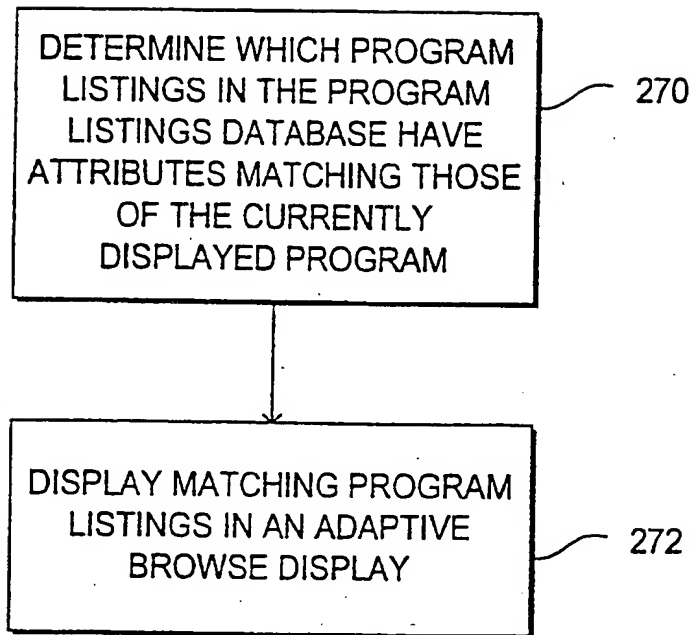 DETERMINE WHICH PROGRAM
LISTINGS IN THE PROGRAM
LISTINGS DATABASE HAVE
ATTRIBUTES MATCHING THOSE
OF THE CURRENTLY
DISPLAYED PROGRAM
270
DISPLAY MATCHING PROGRAM
LISTINGS IN AN ADAPTIVE
BROWSE DISPLAY
272